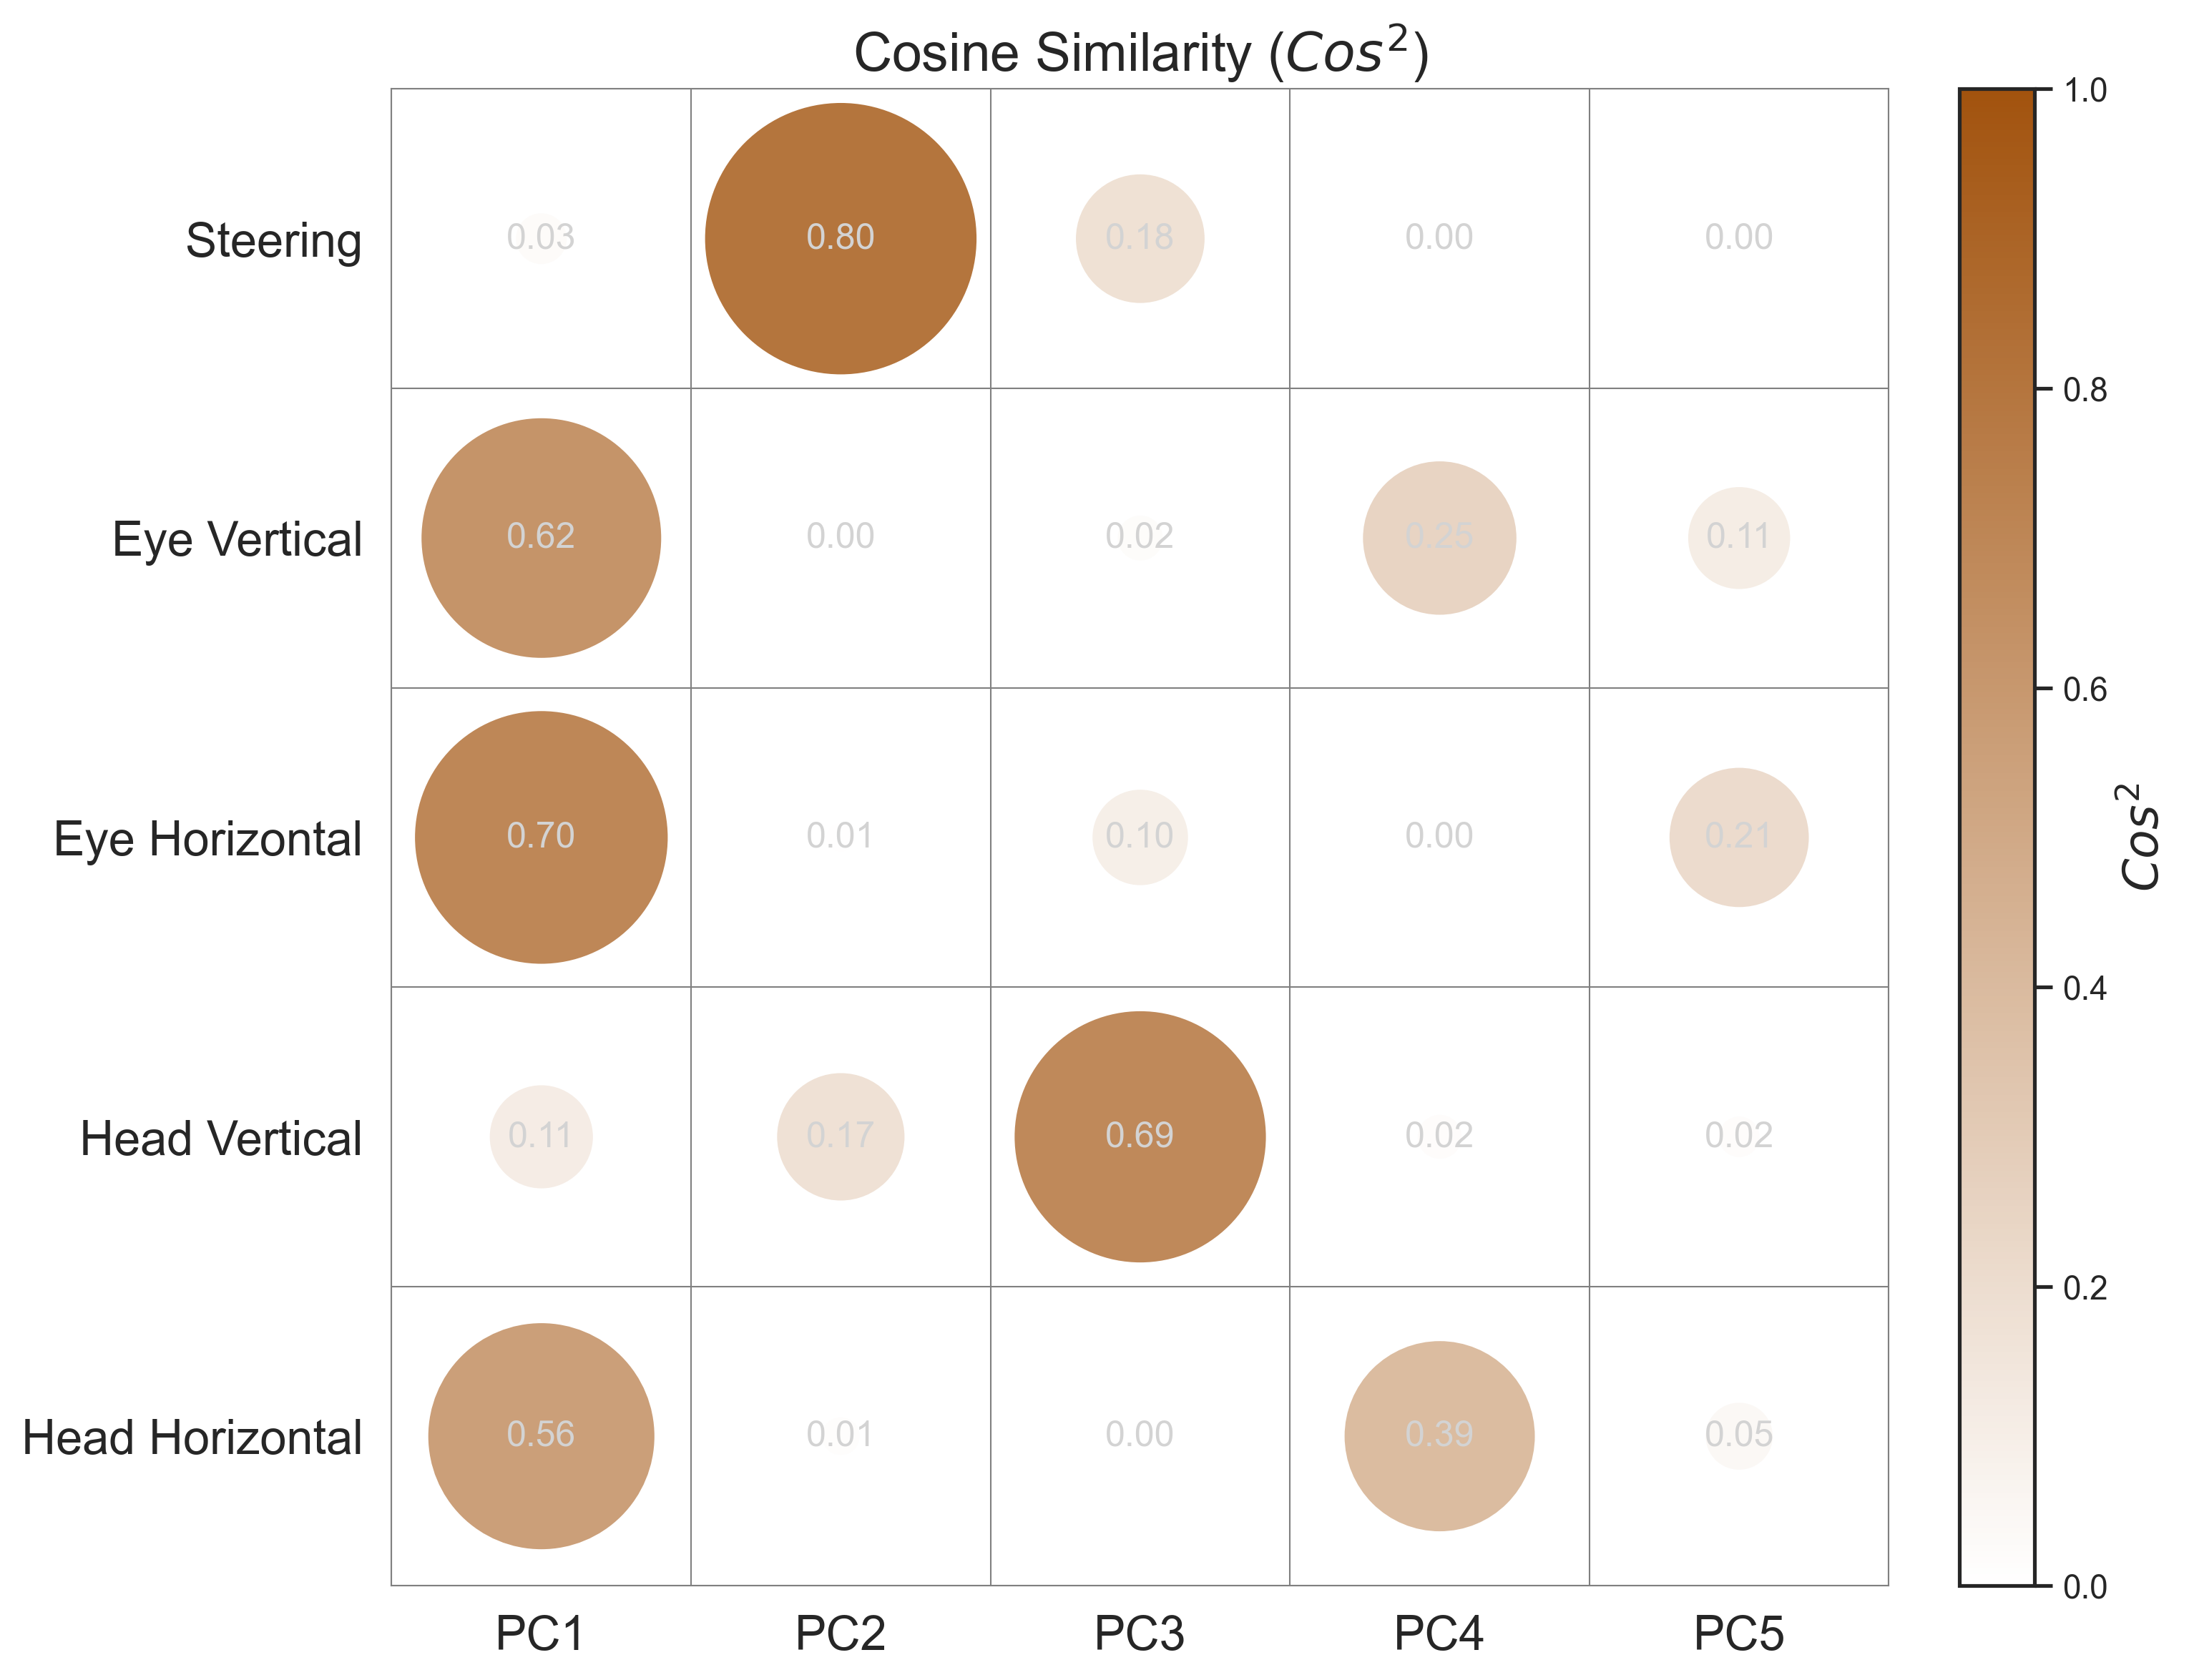 Cosine Similarity (Cos²)
Steering 0.03 0.80 0.18 0.00 0.00
Eye Vertical 0.62 0.00 0.02 0.25 0.11
Eye Horizontal 0.70 0.01 0.10 0.00 0.21
Head Vertical 0.11 0.17 0.69 0.02 0.02
Head Horizontal 0.56 0.01 0.00 0.39 0.05
PC1 PC2 PC3 PC4 PC5
1.0
0.8
0.6
0.4
0.2
0.0
Cos²